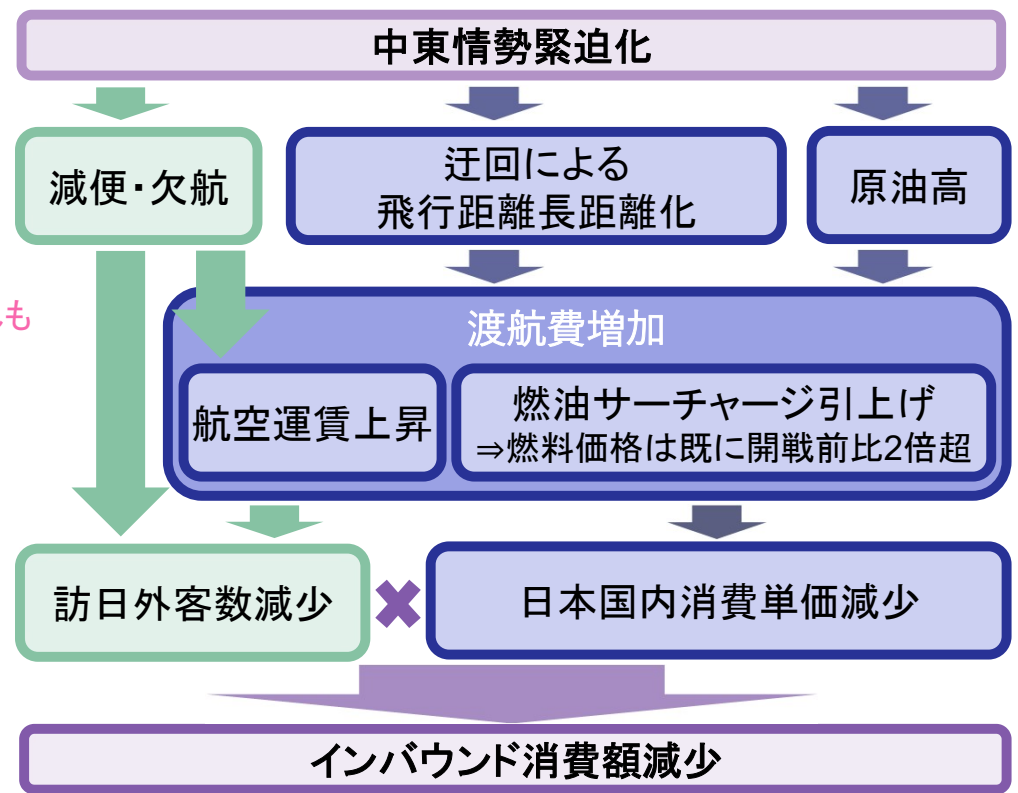 中東情勢緊迫化
減便・欠航
迂回による
飛行距離長距離化
原油高
も
渡航費増加
航空運賃上昇
燃油サーチャージ引上げ
⇒燃料価格は既に開戦前比2倍超
訪日外客数減少
✖
日本国内消費単価減少
インバウンド消費額減少